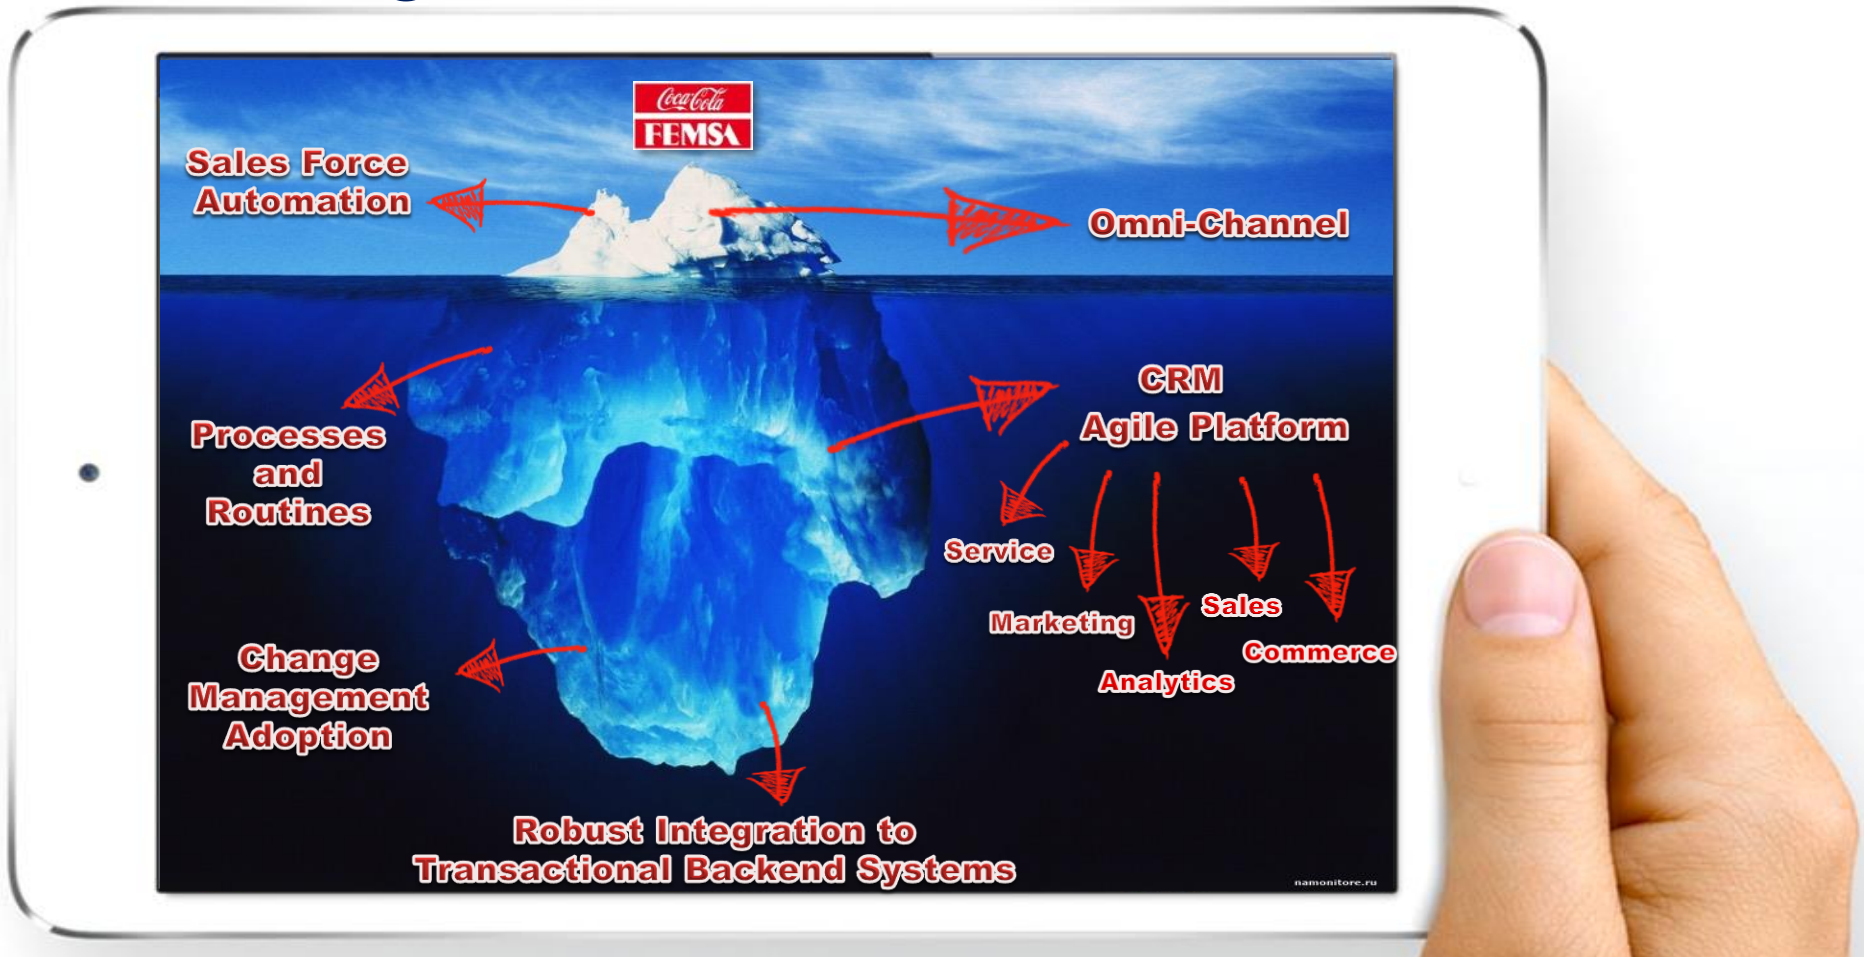 Coca-Cola
FEMSA
Sales Force
Automation
Omni-Channel
CRM
Agile Platform
Processes
and
Routines
Service
Sales
Marketing
Commerce
Analytics
Change
Management
Adoption
Robust Integration to
Transactional Backend Systems
namonitore.ru